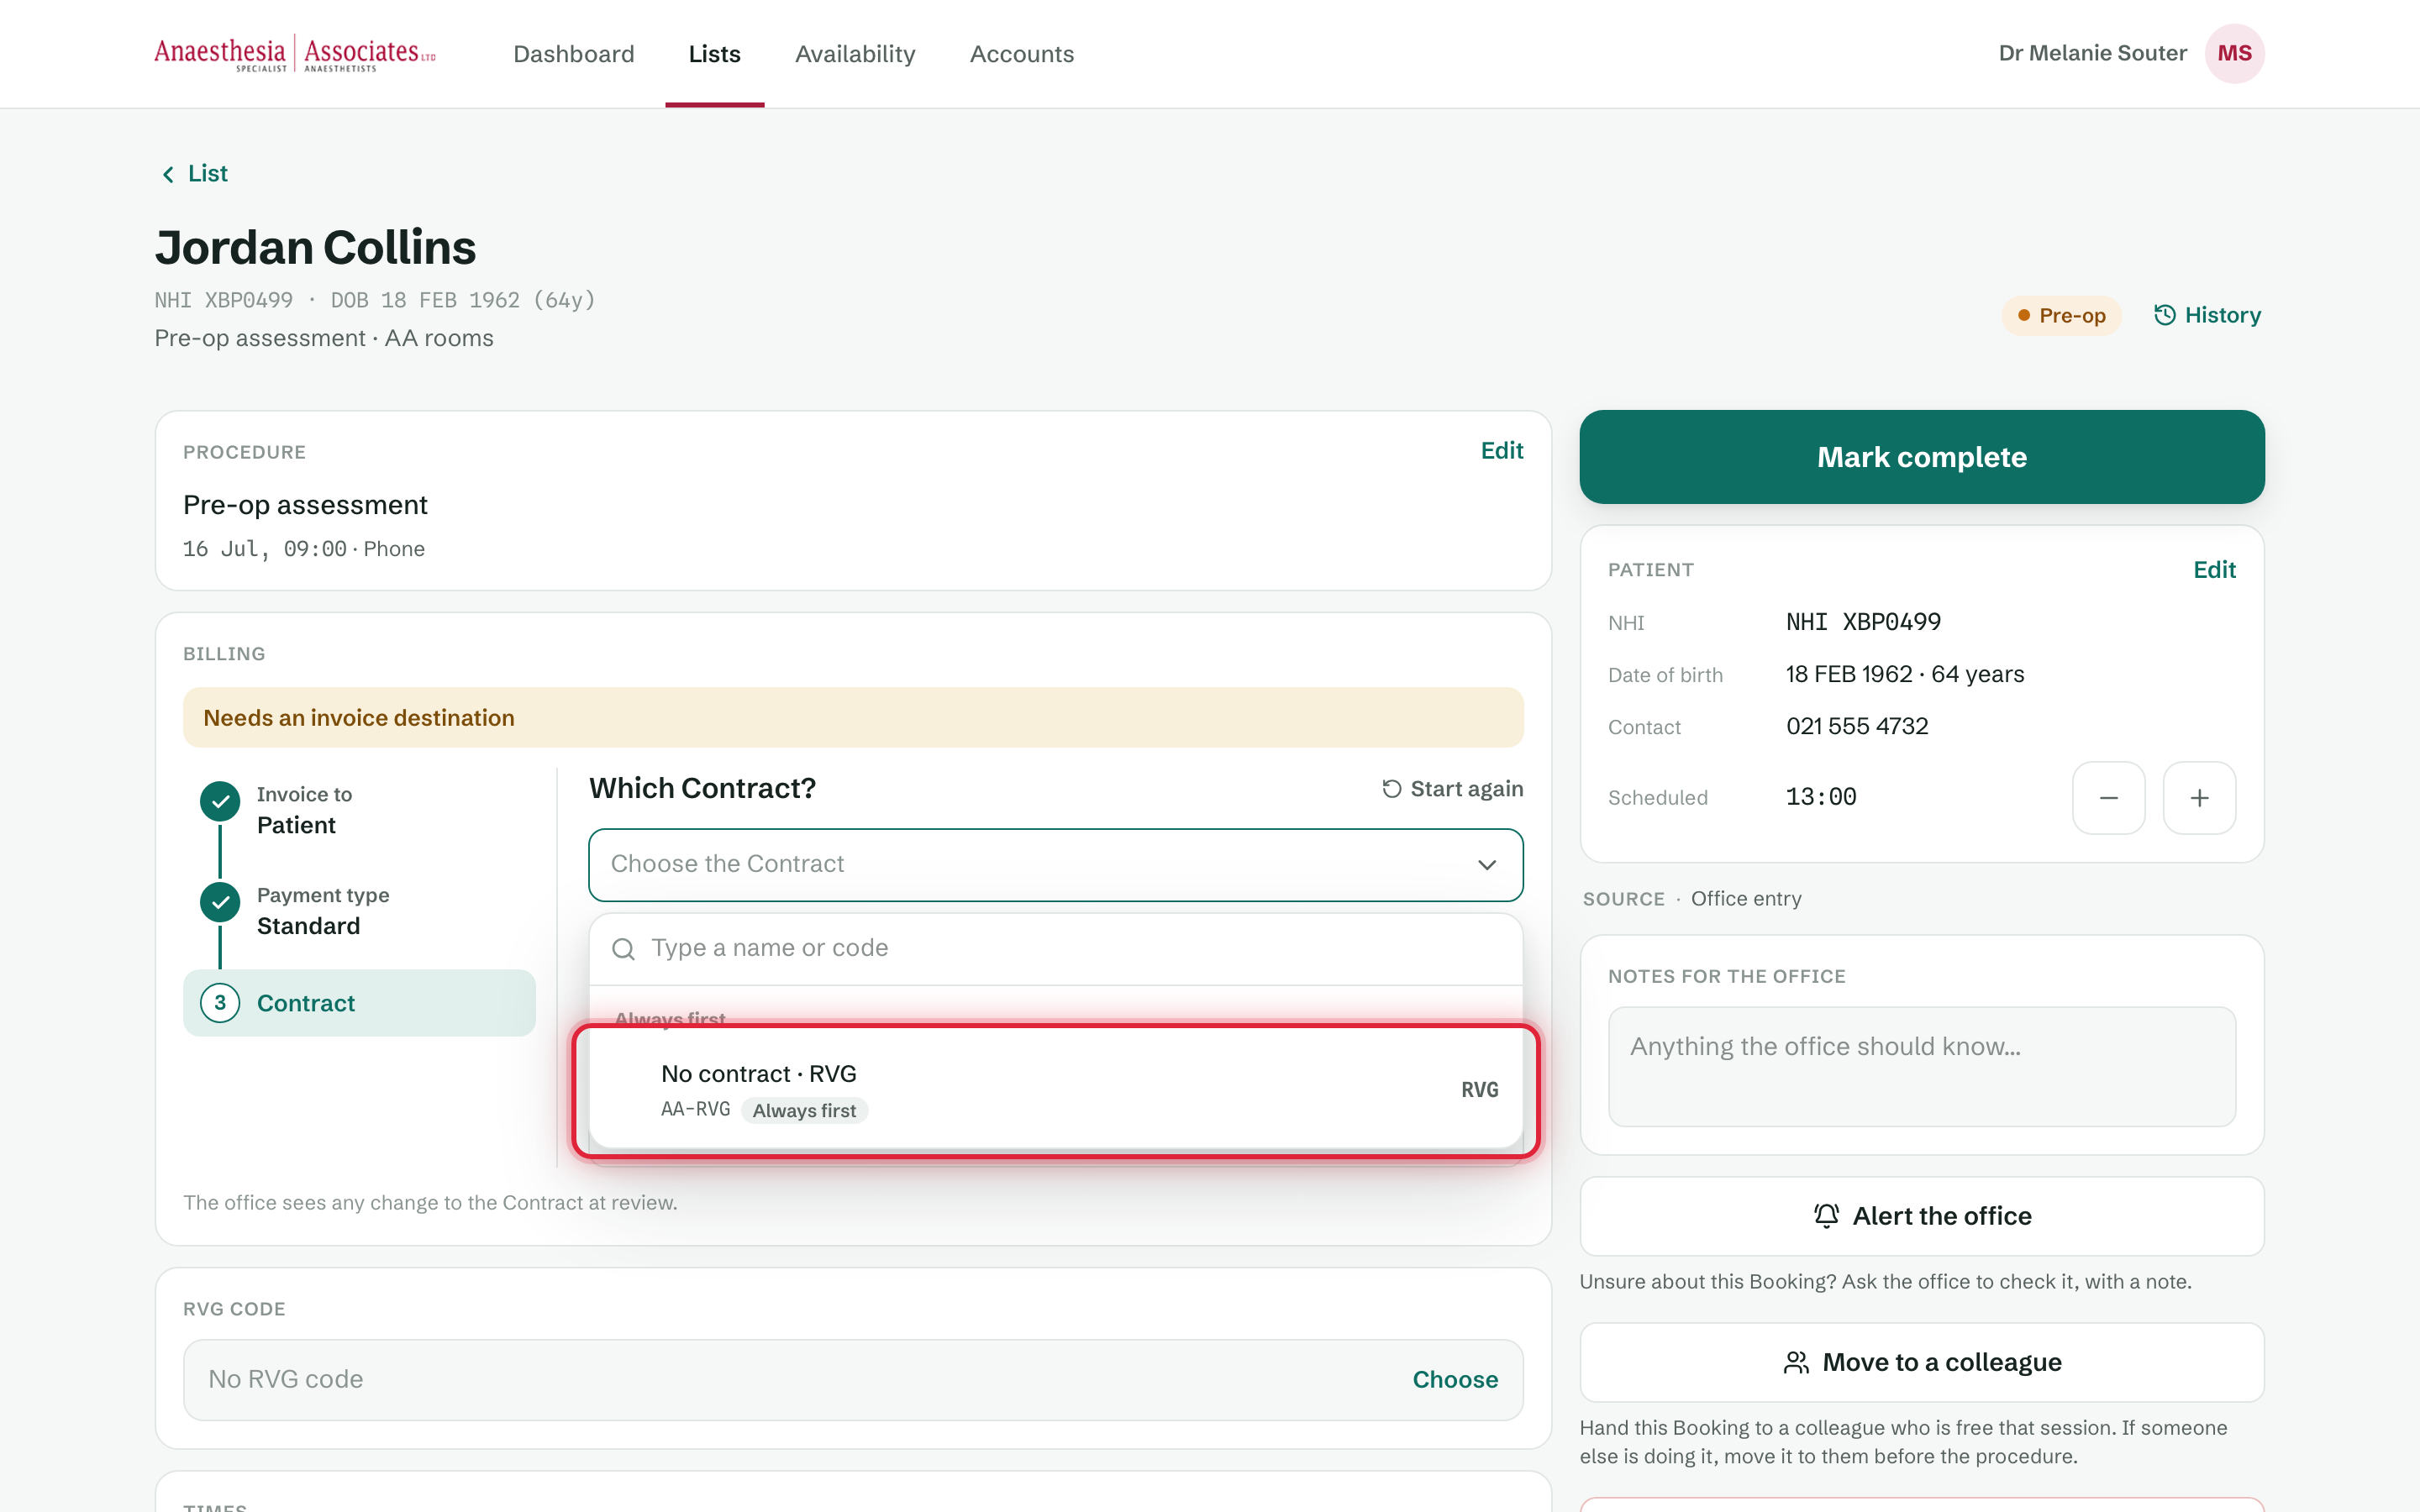 Anaesthesia Associates LTD
SPECIALIST ANAESTHETISTS
Dashboard
Lists
Availability
Accounts
Dr Melanie Souter
MS
List
Jordan Collins
NHI XBP0499 · DOB 18 FEB 1962 (64y)
Pre-op assessment · AA rooms
Pre-op
History
PROCEDURE
Edit
Pre-op assessment
16 Jul, 09:00 · Phone
BILLING
Needs an invoice destination
Invoice to
Patient
Payment type
Standard
3
Contract
Which Contract?
Start again
Choose the Contract
Type a name or code
Always first
No contract · RVG
AA-RVG Always first
RVG
The office sees any change to the Contract at review.
RVG CODE
No RVG code
Choose
TIMES
Mark complete
PATIENT
Edit
NHI
NHI XBP0499
Date of birth
18 FEB 1962 · 64 years
Contact
021 555 4732
Scheduled
13:00
SOURCE · Office entry
NOTES FOR THE OFFICE
Anything the office should know…
Alert the office
Unsure about this Booking? Ask the office to check it, with a note.
Move to a colleague
Hand this Booking to a colleague who is free that session. If someone
else is doing it, move it to them before the procedure.